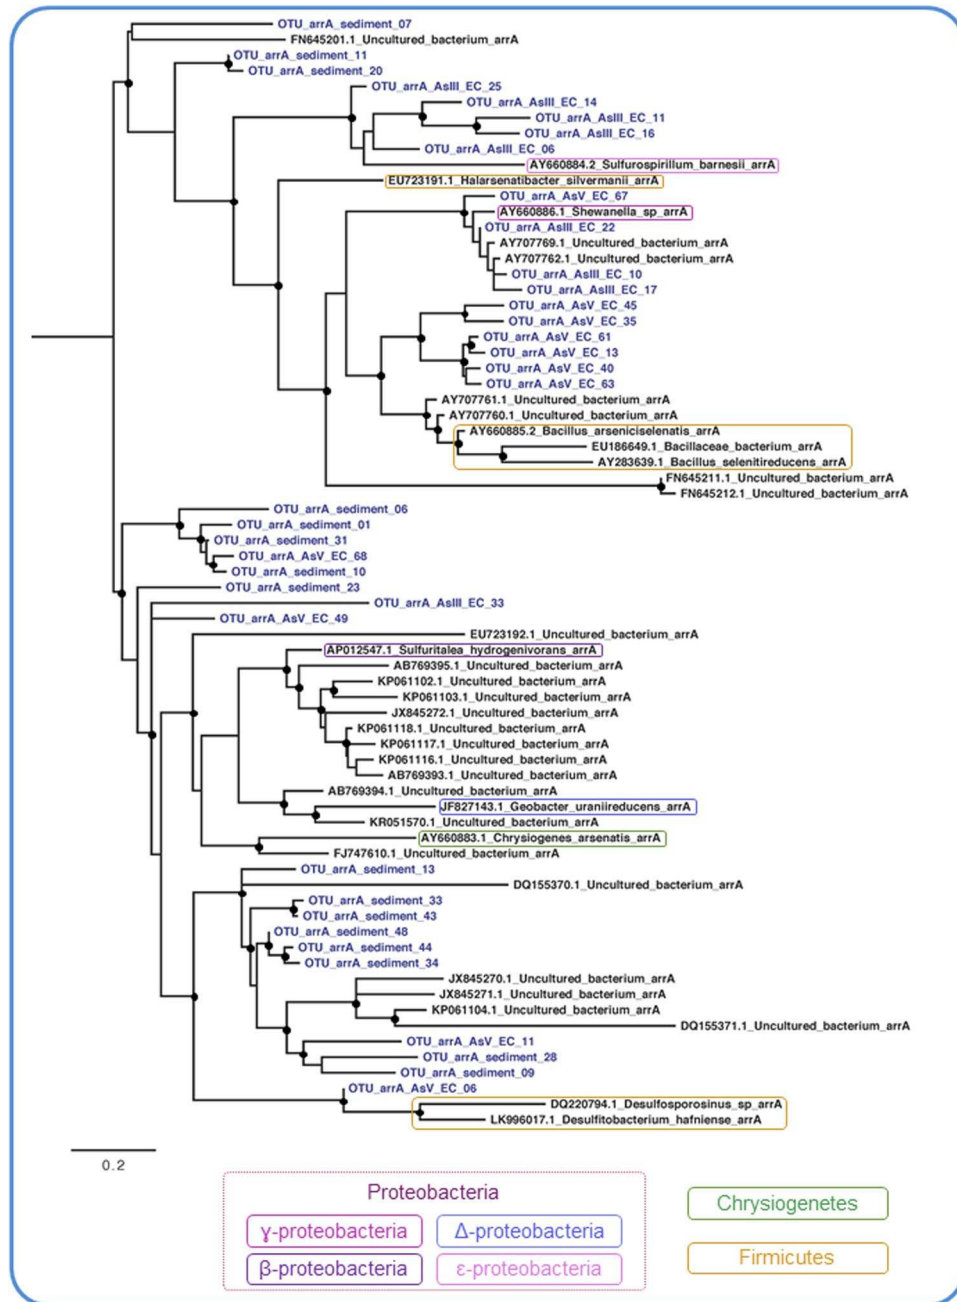 OTU_arrA_sediment_07
FN645201.1_Uncultured_bacterium_arrA
OTU_arrA_sediment_11
OTU_arrA_sediment_20
OTU_arrA_AsIII_EC_25
OTU_arrA_AsIII_EC_14
OTU_arrA_AsIII_EC_11
OTU_arrA_AsIII_EC_16
OTU_arrA_AsIII_EC_06
AY660884.2_Sulfurospirillum_barnesii_arrA
EU723191.1_Halarsenatibacter_silvermanii_arrA
OTU_arrA_AsV_EC_67
AY660886.1_Shewanella_sp_arrA
OTU_arrA_AsIII_EC_22
AY707769.1_Uncultured_bacterium_arrA
AY707762.1_Uncultured_bacterium_arrA
OTU_arrA_AsIII_EC_10
OTU_arrA_AsIII_EC_17
OTU_arrA_AsV_EC_45
OTU_arrA_AsV_EC_35
OTU_arrA_AsV_EC_61
OTU_arrA_AsV_EC_13
OTU_arrA_AsV_EC_40
OTU_arrA_AsV_EC_63
AY707761.1_Uncultured_bacterium_arrA
AY707760.1_Uncultured_bacterium_arrA
AY660885.2_Bacillus_arseniciselenatis_arrA
EU186649.1_Bacillaceae_bacterium_arrA
AY283639.1_Bacillus_selenitireducens_arrA
FN645211.1_Uncultured_bacterium_arrA
FN645212.1_Uncultured_bacterium_arrA
OTU_arrA_sediment_06
OTU_arrA_sediment_01
OTU_arrA_sediment_31
OTU_arrA_AsV_EC_68
OTU_arrA_sediment_10
OTU_arrA_sediment_23
OTU_arrA_AsIII_EC_33
OTU_arrA_AsV_EC_49
EU723192.1_Uncultured_bacterium_arrA
AP012547.1_Sulfuritalea_hydrogenivorans_arrA
AB769395.1_Uncultured_bacterium_arrA
KP061102.1_Uncultured_bacterium_arrA
KP061103.1_Uncultured_bacterium_arrA
JX845272.1_Uncultured_bacterium_arrA
KP061118.1_Uncultured_bacterium_arrA
KP061117.1_Uncultured_bacterium_arrA
KP061116.1_Uncultured_bacterium_arrA
AB769393.1_Uncultured_bacterium_arrA
AB769394.1_Uncultured_bacterium_arrA
JF827143.1_Geobacter_uraniireducens_arrA
KR051570.1_Uncultured_bacterium_arrA
AY660883.1_Chrysiogenes_arsenatis_arrA
FJ747610.1_Uncultured_bacterium_arrA
OTU_arrA_sediment_13
DQ155370.1_Uncultured_bacterium_arrA
OTU_arrA_sediment_33
OTU_arrA_sediment_43
OTU_arrA_sediment_48
OTU_arrA_sediment_44
OTU_arrA_sediment_34
JX845270.1_Uncultured_bacterium_arrA
JX845271.1_Uncultured_bacterium_arrA
KP061104.1_Uncultured_bacterium_arrA
DQ155371.1_Uncultured_bacterium_arrA
OTU_arrA_AsV_EC_11
OTU_arrA_sediment_28
OTU_arrA_sediment_09
OTU_arrA_AsV_EC_06
DQ220794.1_Desulfosporosinus_sp_arrA
LK996017.1_Desulfitobacterium_hafniense_arrA
0.2
Proteobacteria
γ-proteobacteria
Δ-proteobacteria
β-proteobacteria
ε-proteobacteria
Chrysiogenetes
Firmicutes